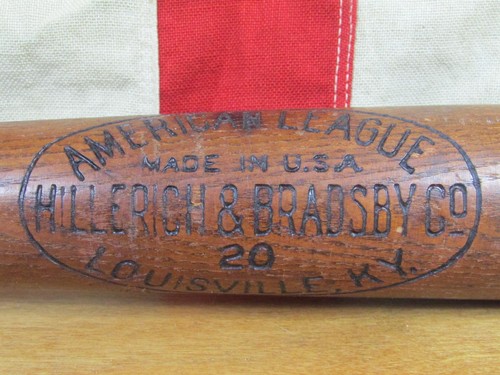 AMERICAN LEAGUE
MADE IN U.S.A
HILLERICH & BRADSBY CO
20
LOUISVILLE, KY.